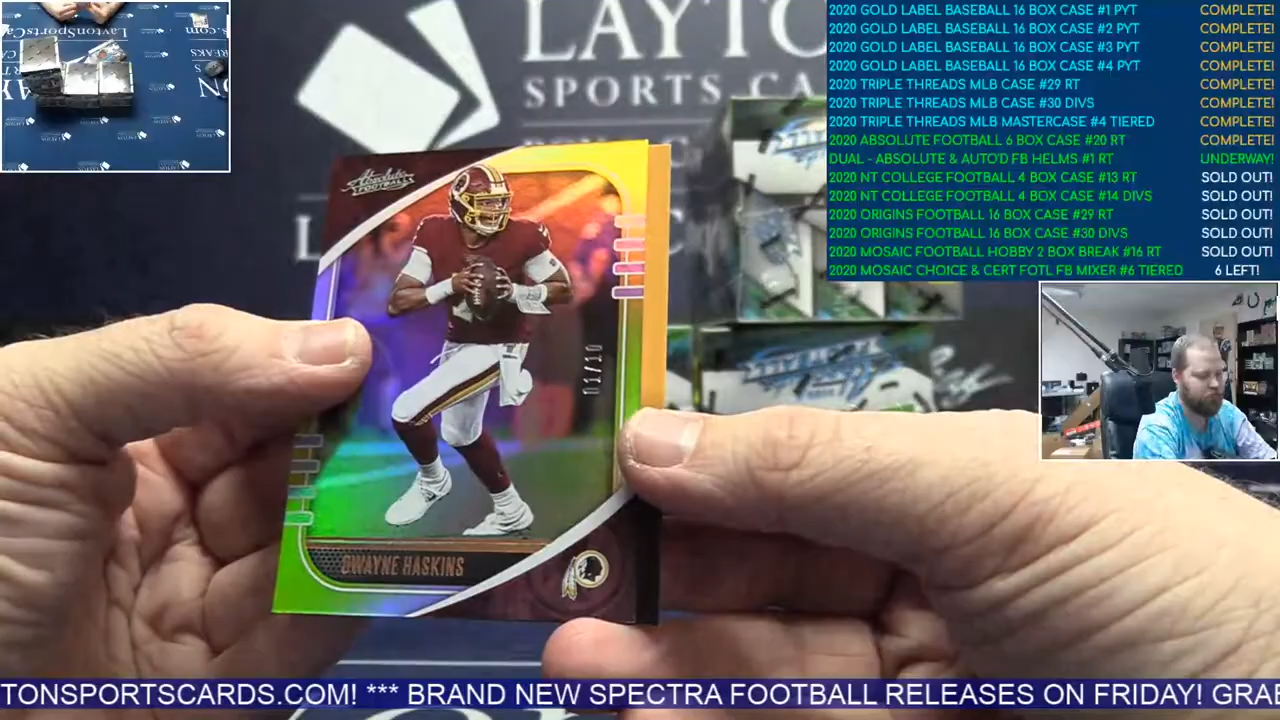 LAYTO
SPORTS CA
2020 GOLD LABEL BASEBALL 16 BOX CASE #1 PYT COMPLETE!
2020 GOLD LABEL BASEBALL 16 BOX CASE #2 PYT COMPLETE!
2020 GOLD LABEL BASEBALL 16 BOX CASE #3 PYT COMPLETE!
2020 GOLD LABEL BASEBALL 16 BOX CASE #4 PYT COMPLETE!
2020 TRIPLE THREADS MLB CASE #29 RT COMPLETE!
2020 TRIPLE THREADS MLB CASE #30 DIVS COMPLETE!
2020 TRIPLE THREADS MLB MASTERCASE #4 TIERED COMPLETE!
2020 ABSOLUTE FOOTBALL 6 BOX CASE #20 RT COMPLETE!
DUAL - ABSOLUTE & AUTO'D FB HELMS #1 RT UNDERWAY!
2020 NT COLLEGE FOOTBALL 4 BOX CASE #13 RT SOLD OUT!
2020 NT COLLEGE FOOTBALL 4 BOX CASE #14 DIVS SOLD OUT!
2020 ORIGINS FOOTBALL 16 BOX CASE #29 RT SOLD OUT!
2020 ORIGINS FOOTBALL 16 BOX CASE #30 DIVS SOLD OUT!
2020 MOSAIC FOOTBALL HOBBY 2 BOX BREAK #16 RT SOLD OUT!
2020 MOSAIC CHOICE & CERT FOTL FB MIXER #6 TIERED 6 LEFT!
Absolute
FOOTBALL
01/10
DWAYNE HASKINS
TONSPORTSCARDS.COM! *** BRAND NEW SPECTRA FOOTBALL RELEASES ON FRIDAY! GRAB